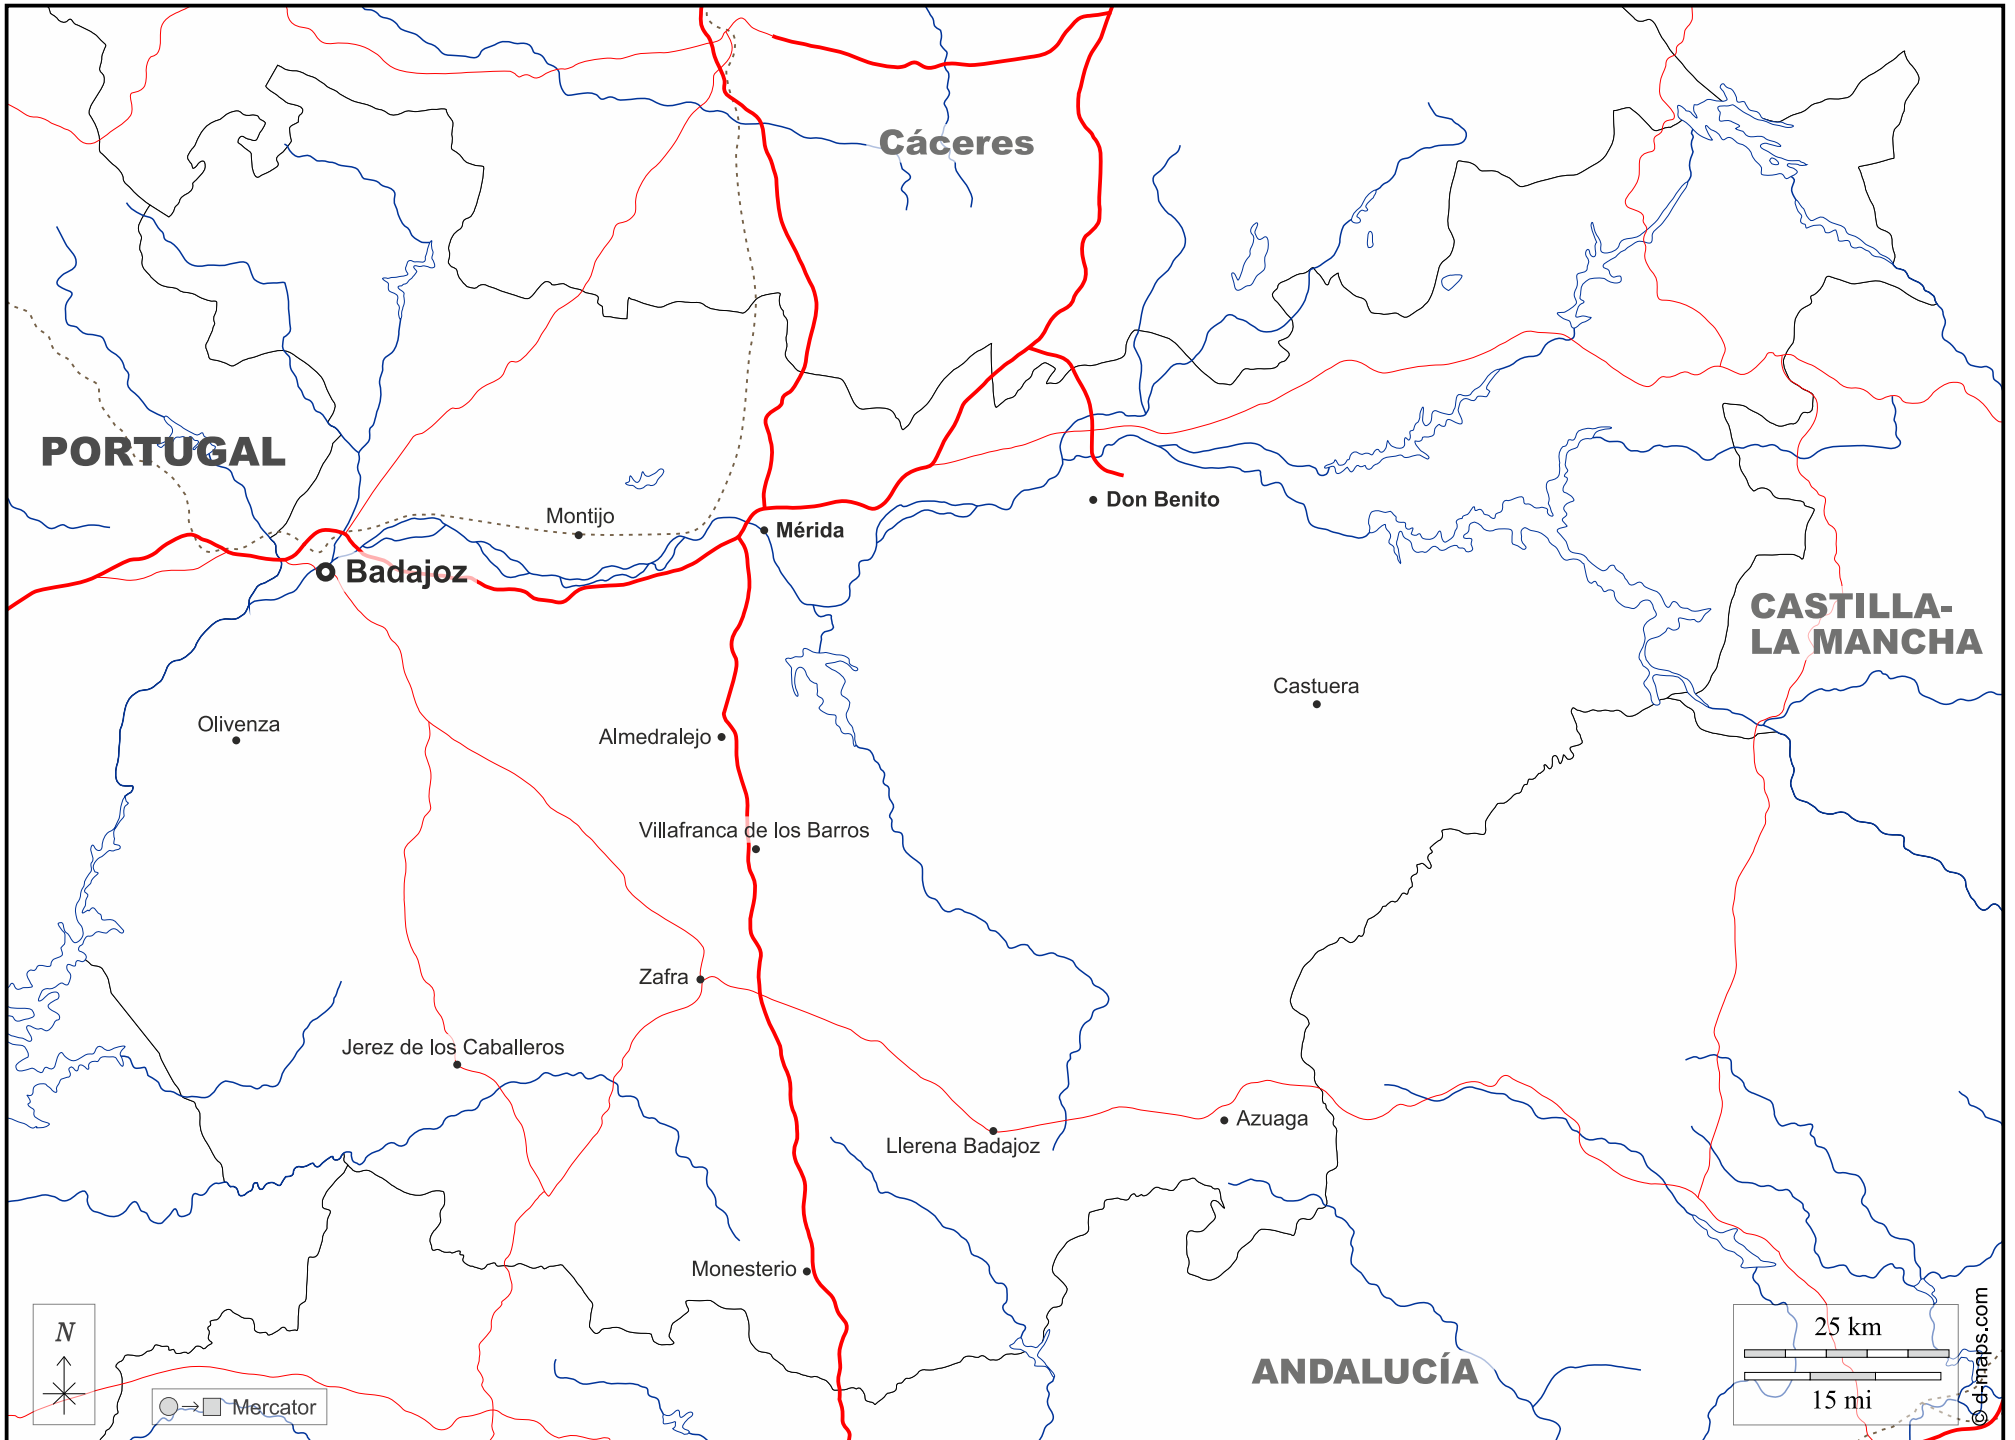 Cáceres
PORTUGAL
Montijo
Don Benito
Mérida
Badajoz
CASTILLA-
LA MANCHA
Castuera
Olivenza
Almedralejo
Villafranca de los Barros
Zafra
Jerez de los Caballeros
Azuaga
Llerena Badajoz
Monesterio
ANDALUCÍA
N
Mercator
25 km
15 mi
© d-maps.com